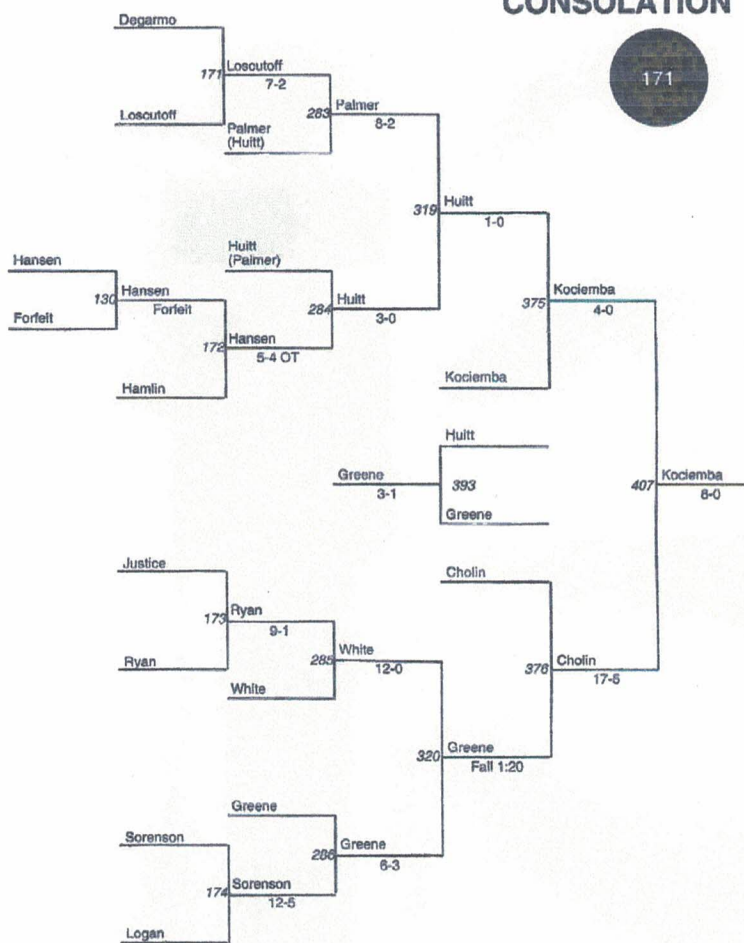 CONSOLATION
171
Degarmo
171
Loscutoff
7-2
Loscutoff
283
Palmer
8-2
Palmer
(Huitt)
319
Huitt
1-0
Huitt
(Palmer)
Hansen
130
Hansen
Forfeit
Forfeit
284
Huitt
3-0
375
Kociemba
4-0
172
Hansen
5-4 OT
Hamlin
Kociemba
Huitt
Greene
3-1
393
Greene
407
Kociemba
8-0
Justice
Cholin
173
Ryan
9-1
Ryan
285
White
12-0
White
376
Cholin
17-5
320
Greene
Fall 1:20
Greene
Sorenson
286
Greene
6-3
174
Sorenson
12-5
Logan